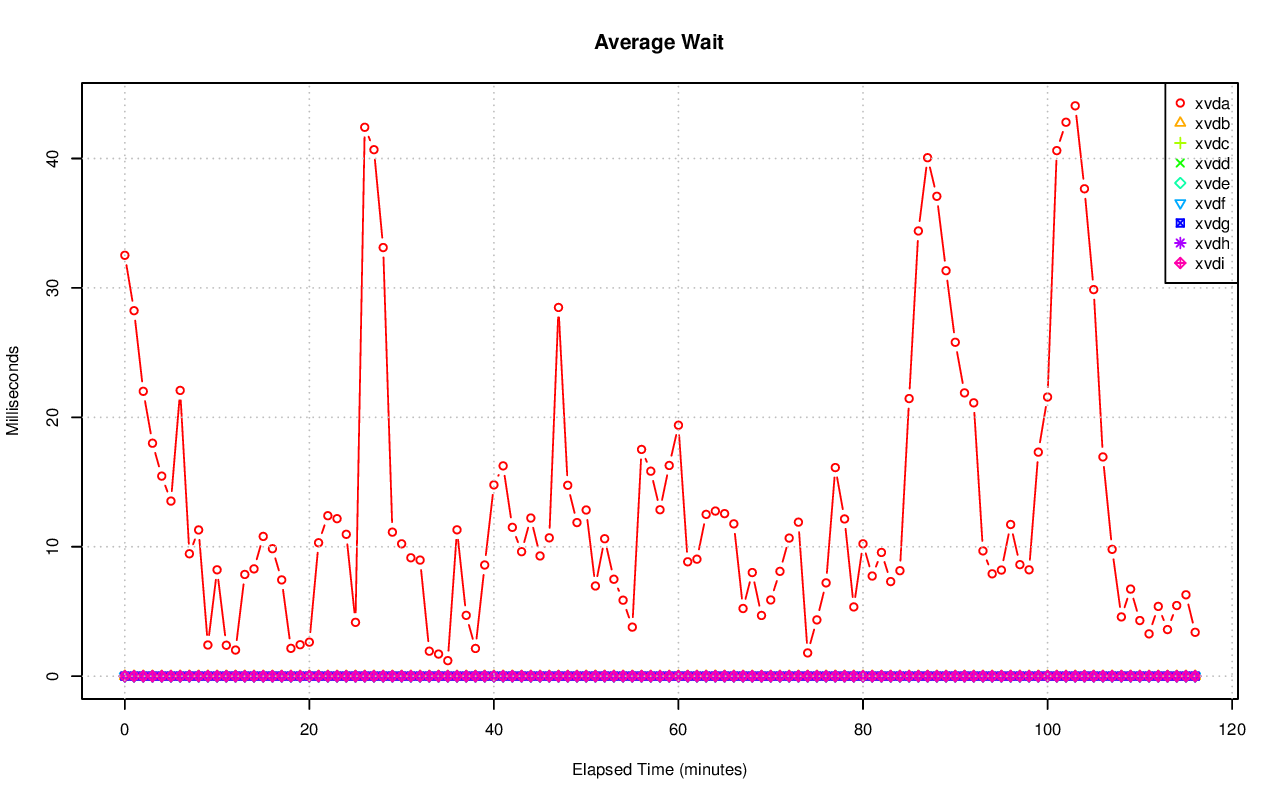 Average Wait
Milliseconds
40
30
20
10
0
xvda
xvdb
xvdc
xvdd
xvde
xvdf
xvdg
xvdh
xvdi
0 20 40 60 80 100 120
Elapsed Time (minutes)